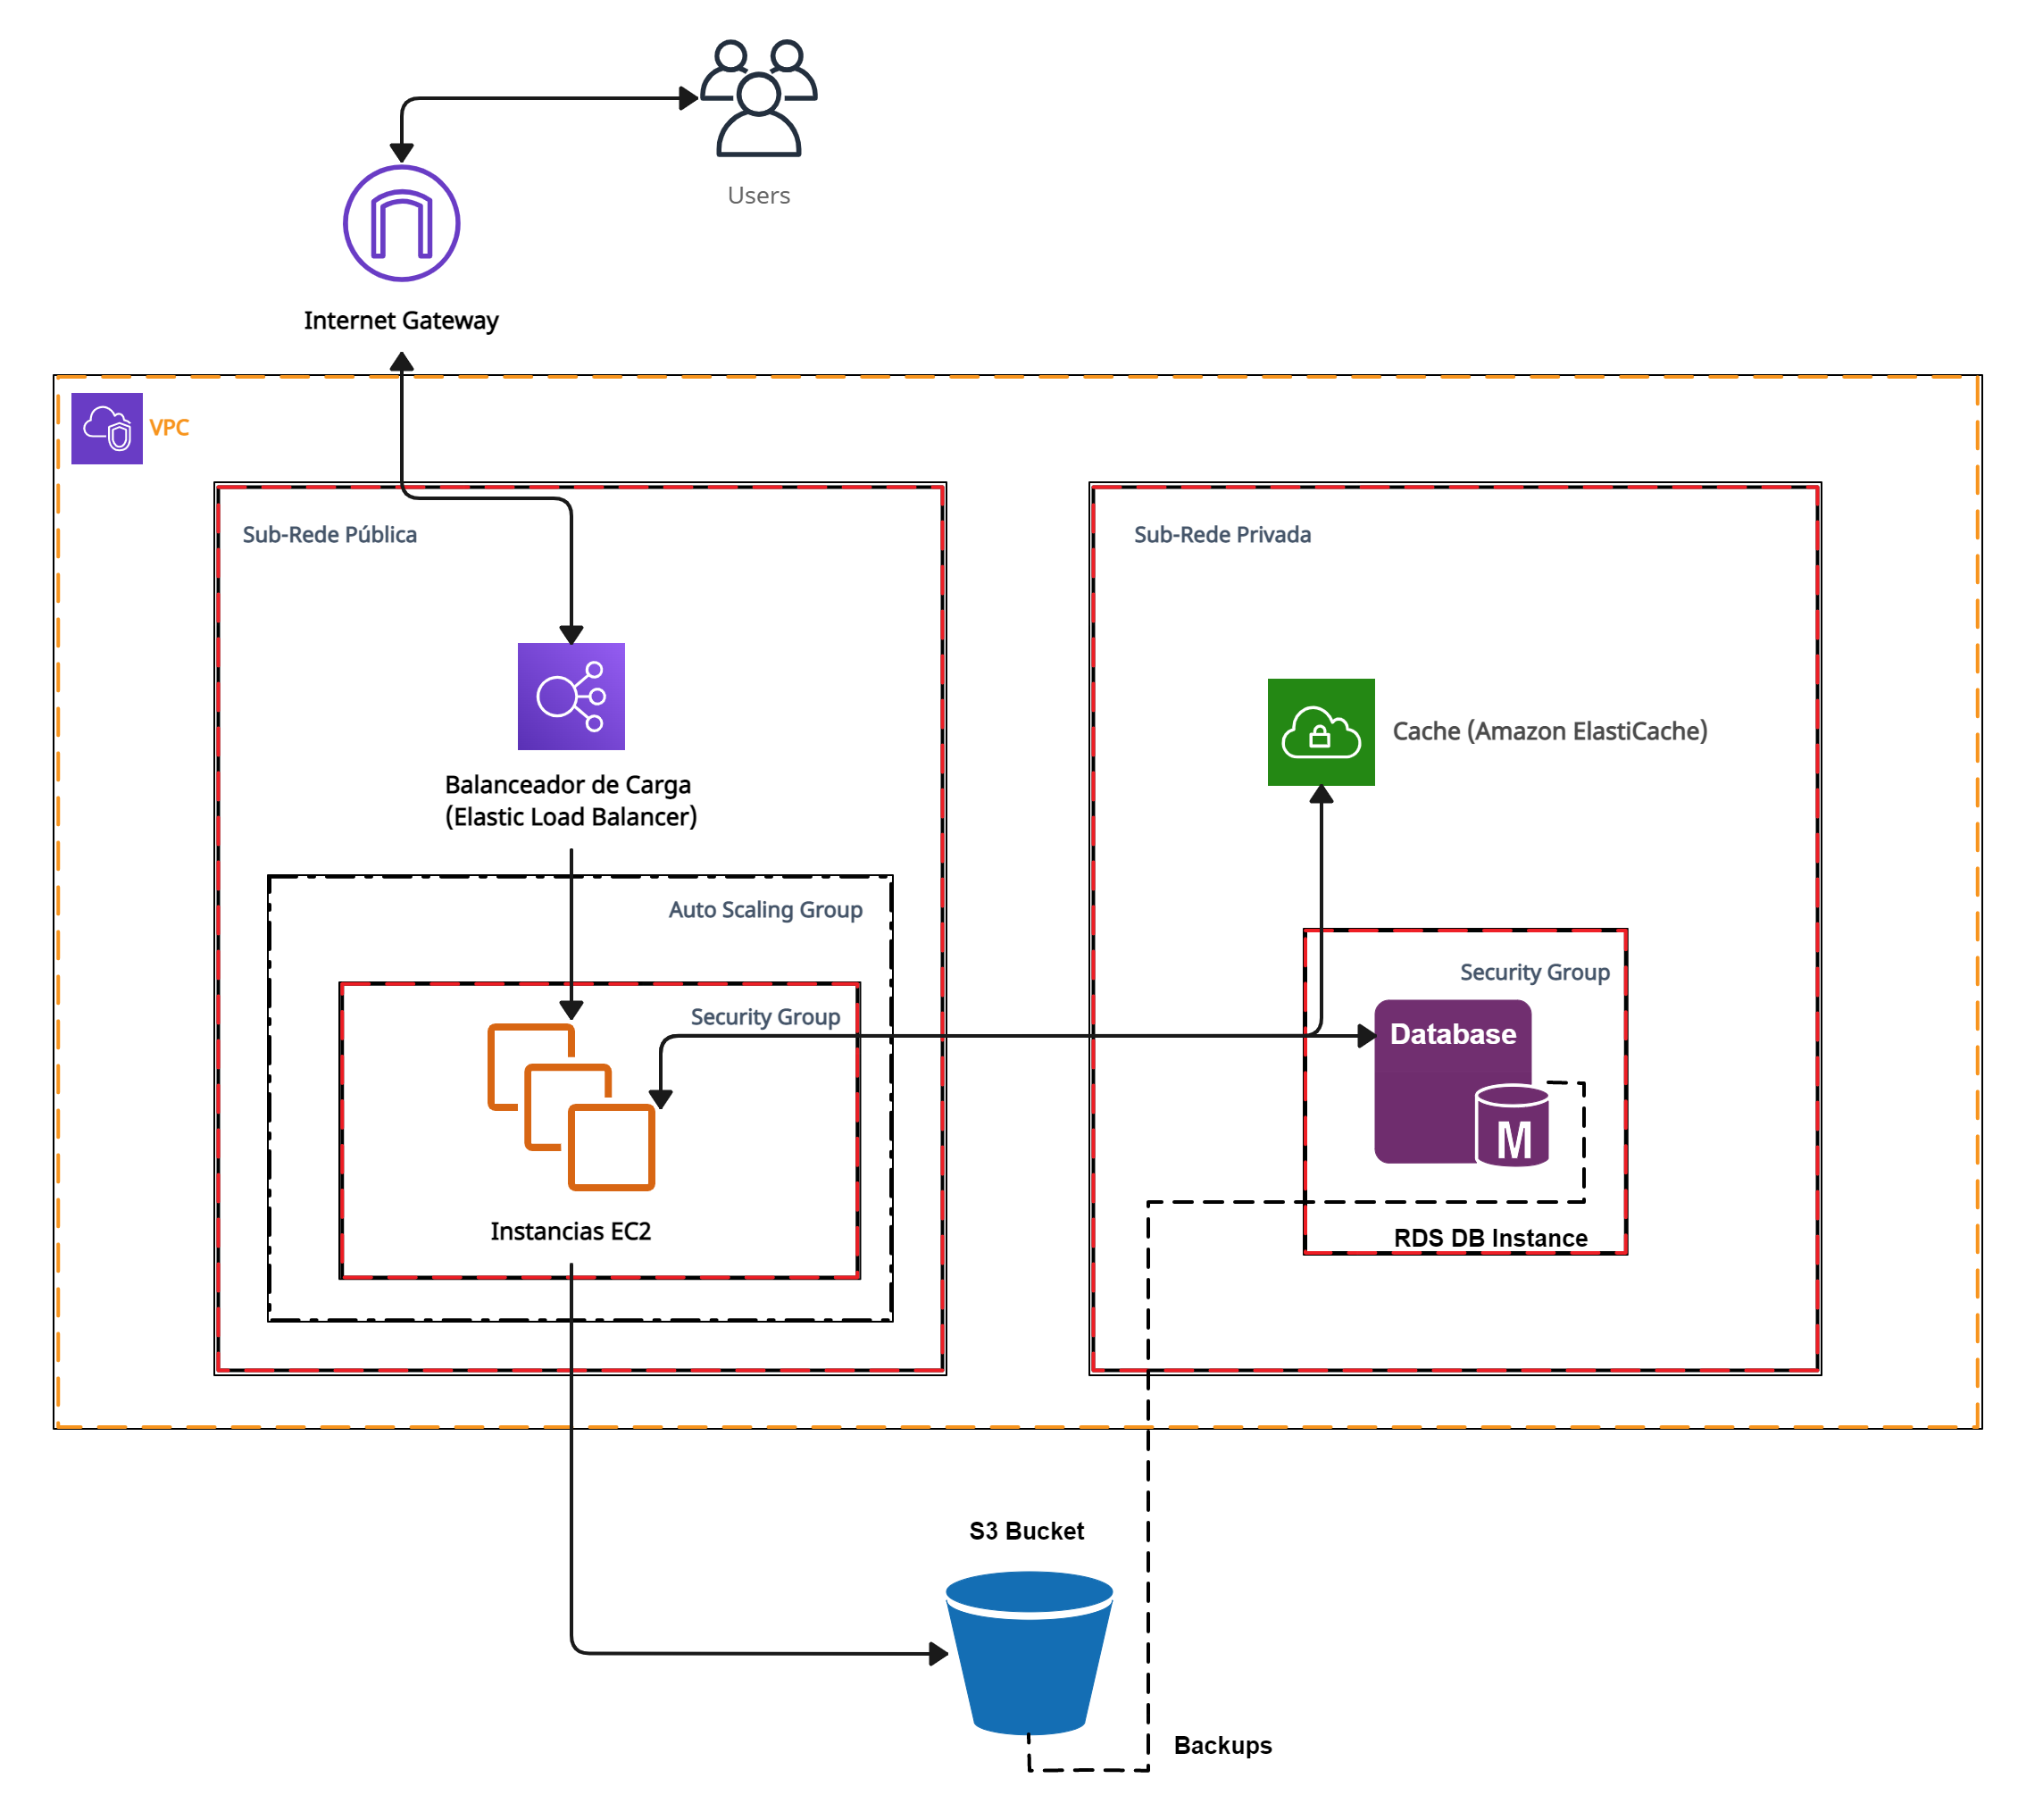 Users
Internet Gateway
VPC
Sub-Rede Pública
Sub-Rede Privada
Cache (Amazon ElastiCache)
Balanceador de Carga
(Elastic Load Balancer)
Auto Scaling Group
Security Group
Security Group
Database
M
Instancias EC2
RDS DB Instance
S3 Bucket
Backups